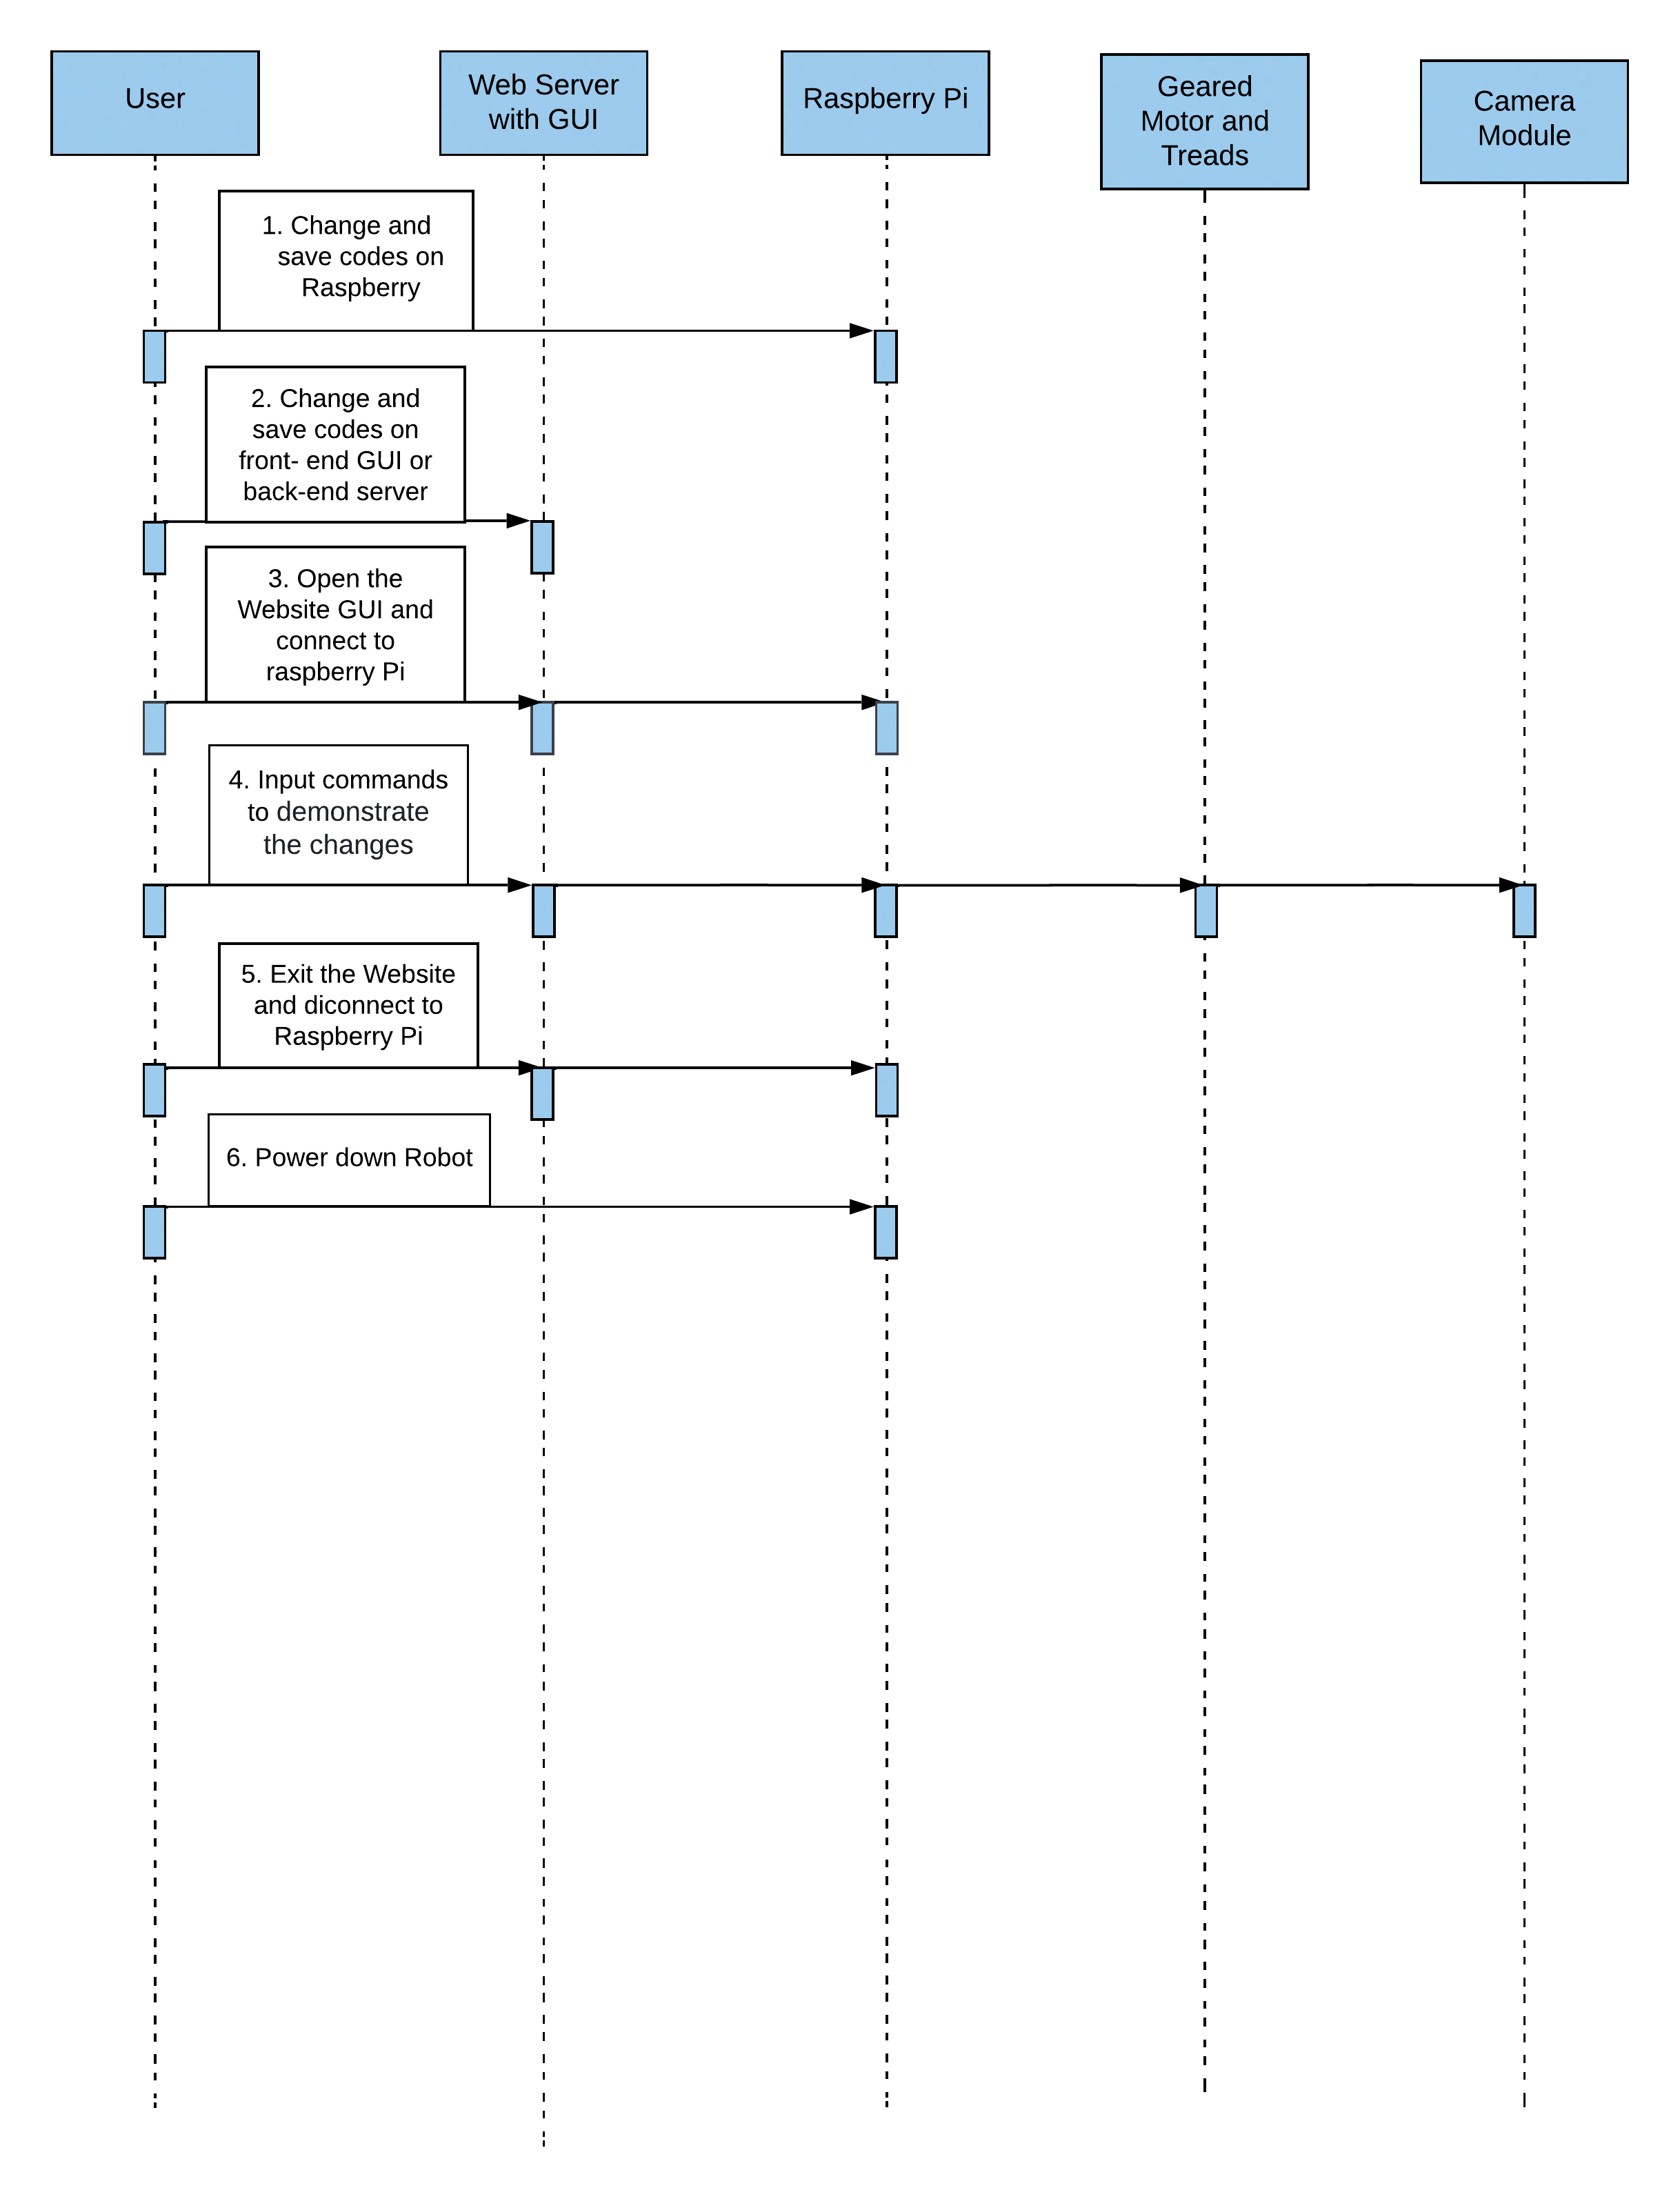 User
Web Server
with GUI
Raspberry Pi
Geared
Motor and
Treads
Camera
Module
1. Change and
save codes on
Raspberry
2. Change and
save codes on
front- end GUI or
back-end server
3. Open the
Website GUI and
connect to
raspberry Pi
4. Input commands
to demonstrate
the changes
5. Exit the Website
and diconnect to
Raspberry Pi
6. Power down Robot